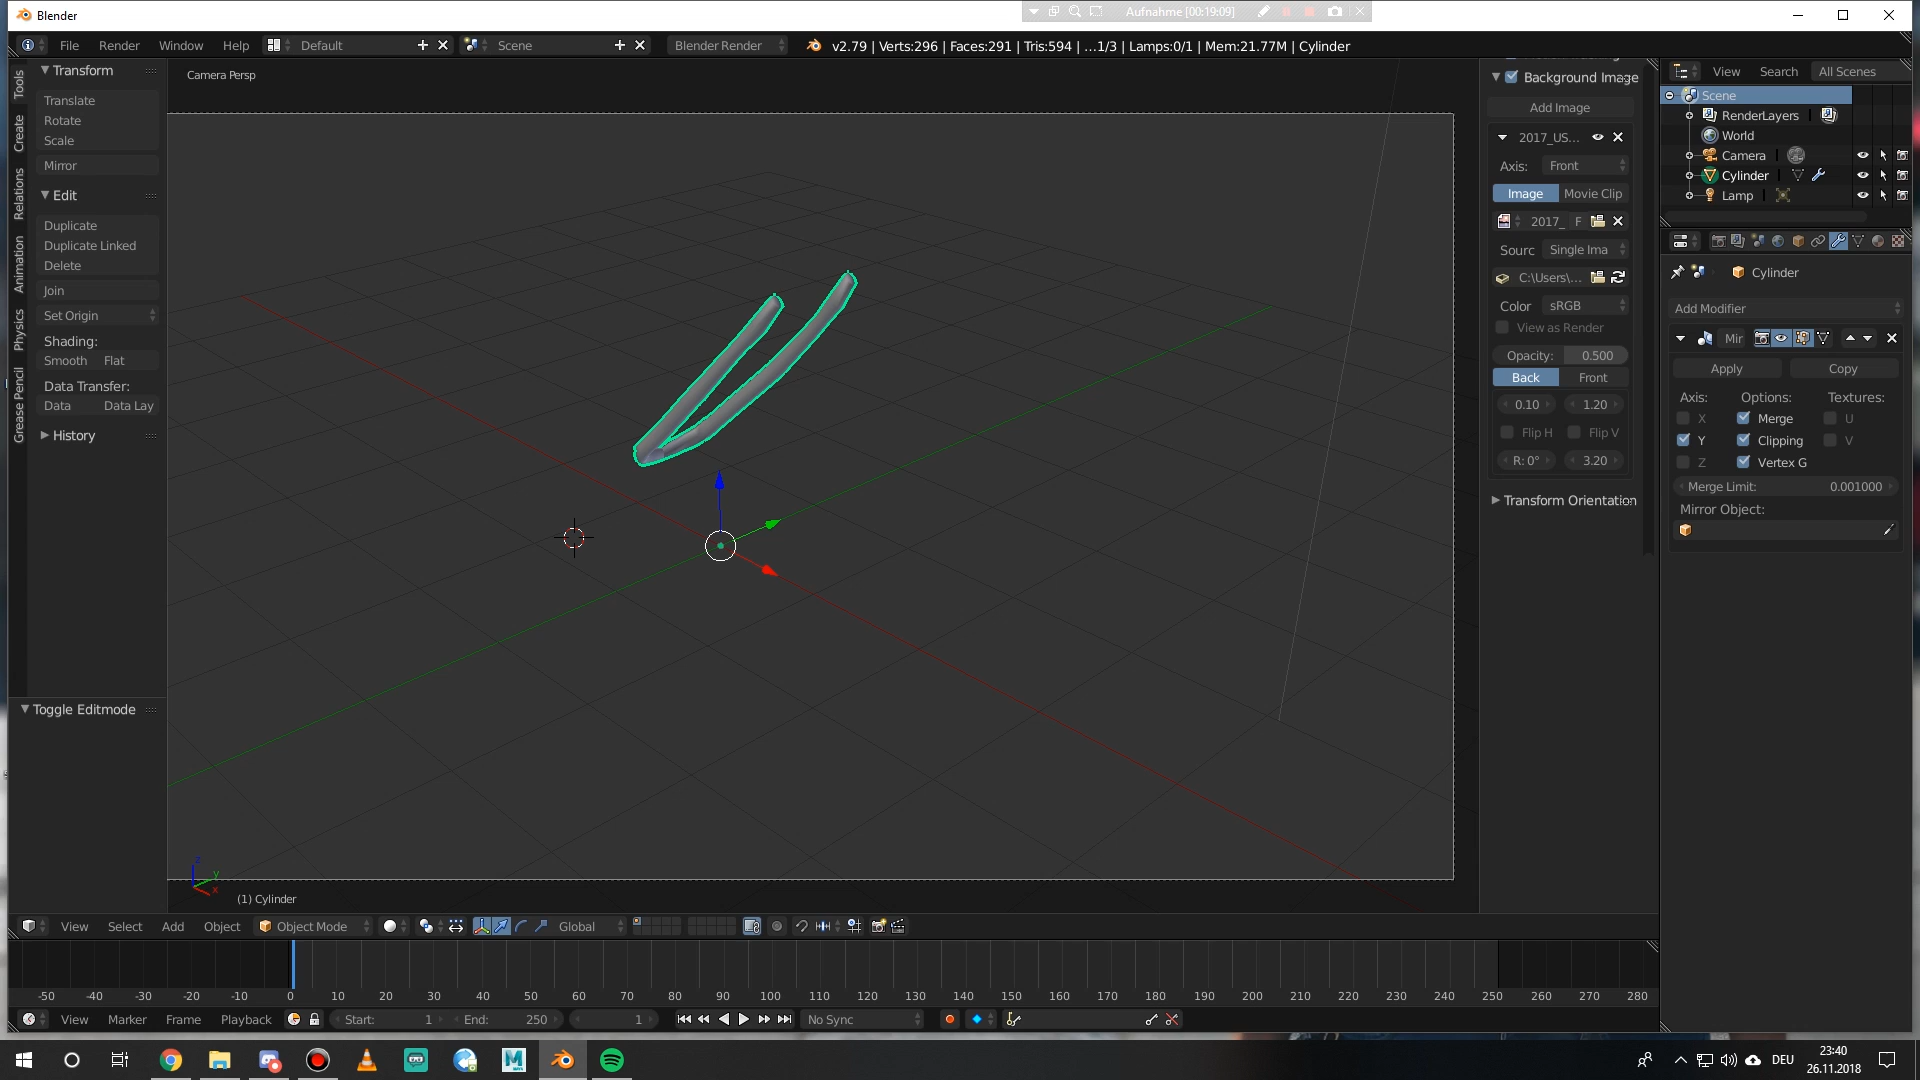 Blender
Aufnahme [00:19:09]
File Render Window Help Default Scene Blender Render v2.79 | Verts:296 | Faces:291 | Tris:594 | ...1/3 | Lamps:0/1 | Mem:21.77M | Cylinder
Tools
Create
Relations
Animation
Physics
Grease Pencil
Transform
Translate
Rotate
Scale
Mirror
Edit
Duplicate
Duplicate Linked
Delete
Join
Set Origin
Shading:
Smooth Flat
Data Transfer:
Data Data Lay
History
Toggle Editmode
Camera Persp
z
y
x
(1) Cylinder
Background Image
Add Image
2017_US...
Axis: Front
Image Movie Clip
2017_ F
Sourc Single Ima
C:\Users\...
Color sRGB
View as Render
Opacity: 0.500
Back Front
0.10 1.20
Flip H Flip V
R: 0° 3.20
Transform Orientation
View Search All Scenes
Scene
RenderLayers
World
Camera
Cylinder
Lamp
Cylinder
Add Modifier
Mir
Apply Copy
Axis: Options: Textures:
X Merge U
Y Clipping V
Z Vertex G
Merge Limit: 0.001000
Mirror Object:
View Select Add Object Object Mode Global
-50 -40 -30 -20 -10 0 10 20 30 40 50 60 70 80 90 100 110 120 130 140 150 160 170 180 190 200 210 220 230 240 250 260 270 280
View Marker Frame Playback Start: 1 End: 250 1 No Sync
DEU
23:40
26.11.2018